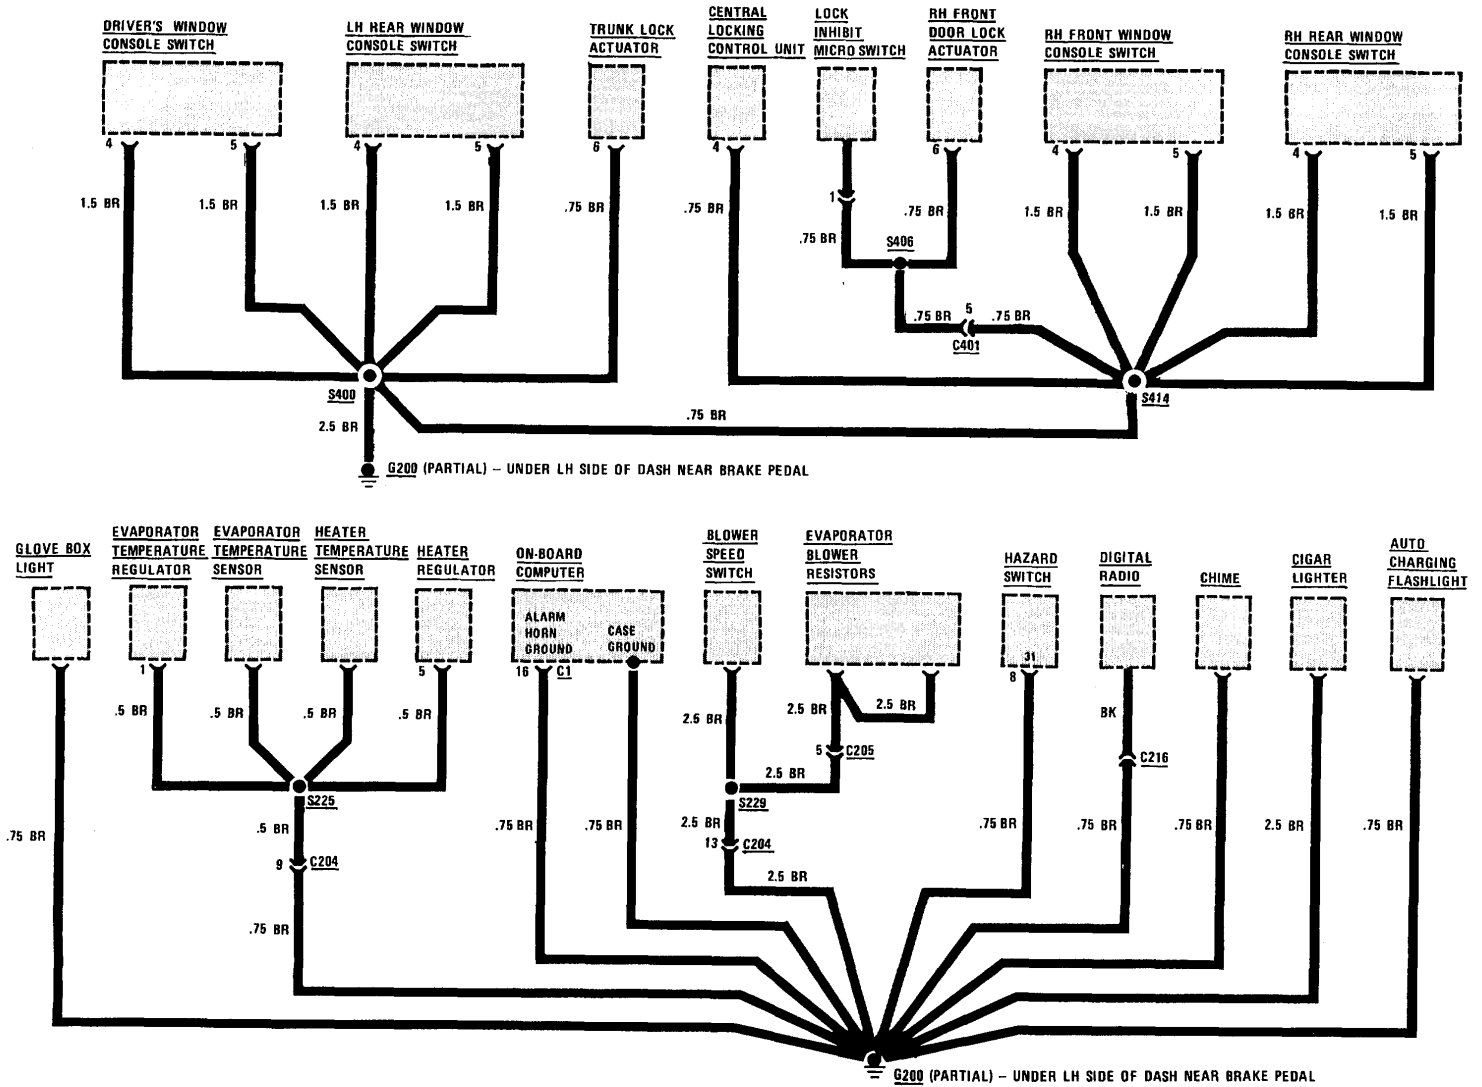 DRIVER'S WINDOW
CONSOLE SWITCH
LH REAR WINDOW
CONSOLE SWITCH
TRUNK LOCK
ACTUATOR
CENTRAL
LOCKING
CONTROL UNIT
LOCK
INHIBIT
MICRO SWITCH
RH FRONT
DOOR LOCK
ACTUATOR
RH FRONT WINDOW
CONSOLE SWITCH
RH REAR WINDOW
CONSOLE SWITCH
4
5
4
5
6
4
1
6
4
5
4
5
1.5 BR
1.5 BR
1.5 BR
1.5 BR
.75 BR
.75 BR
.75 BR
.75 BR
1.5 BR
1.5 BR
1.5 BR
1.5 BR
S406
.75 BR
5
.75 BR
C401
S400
S414
2.5 BR
.75 BR
G200 (PARTIAL) – UNDER LH SIDE OF DASH NEAR BRAKE PEDAL
GLOVE BOX
LIGHT
EVAPORATOR
TEMPERATURE
REGULATOR
EVAPORATOR
TEMPERATURE
SENSOR
HEATER
TEMPERATURE
SENSOR
HEATER
REGULATOR
ON-BOARD
COMPUTER
BLOWER
SPEED
SWITCH
EVAPORATOR
BLOWER
RESISTORS
HAZARD
SWITCH
DIGITAL
RADIO
CHIME
CIGAR
LIGHTER
AUTO
CHARGING
FLASHLIGHT
ALARM
HORN
GROUND
CASE
GROUND
31
1
5
16
C1
8
.5 BR
.5 BR
.5 BR
.5 BR
2.5 BR
2.5 BR
2.5 BR
BK
5
C205
C216
2.5 BR
S225
S229
.75 BR
.5 BR
.75 BR
.75 BR
2.5 BR
.75 BR
.75 BR
.75 BR
2.5 BR
.75 BR
9
C204
13
C204
2.5 BR
.75 BR
G200 (PARTIAL) – UNDER LH SIDE OF DASH NEAR BRAKE PEDAL